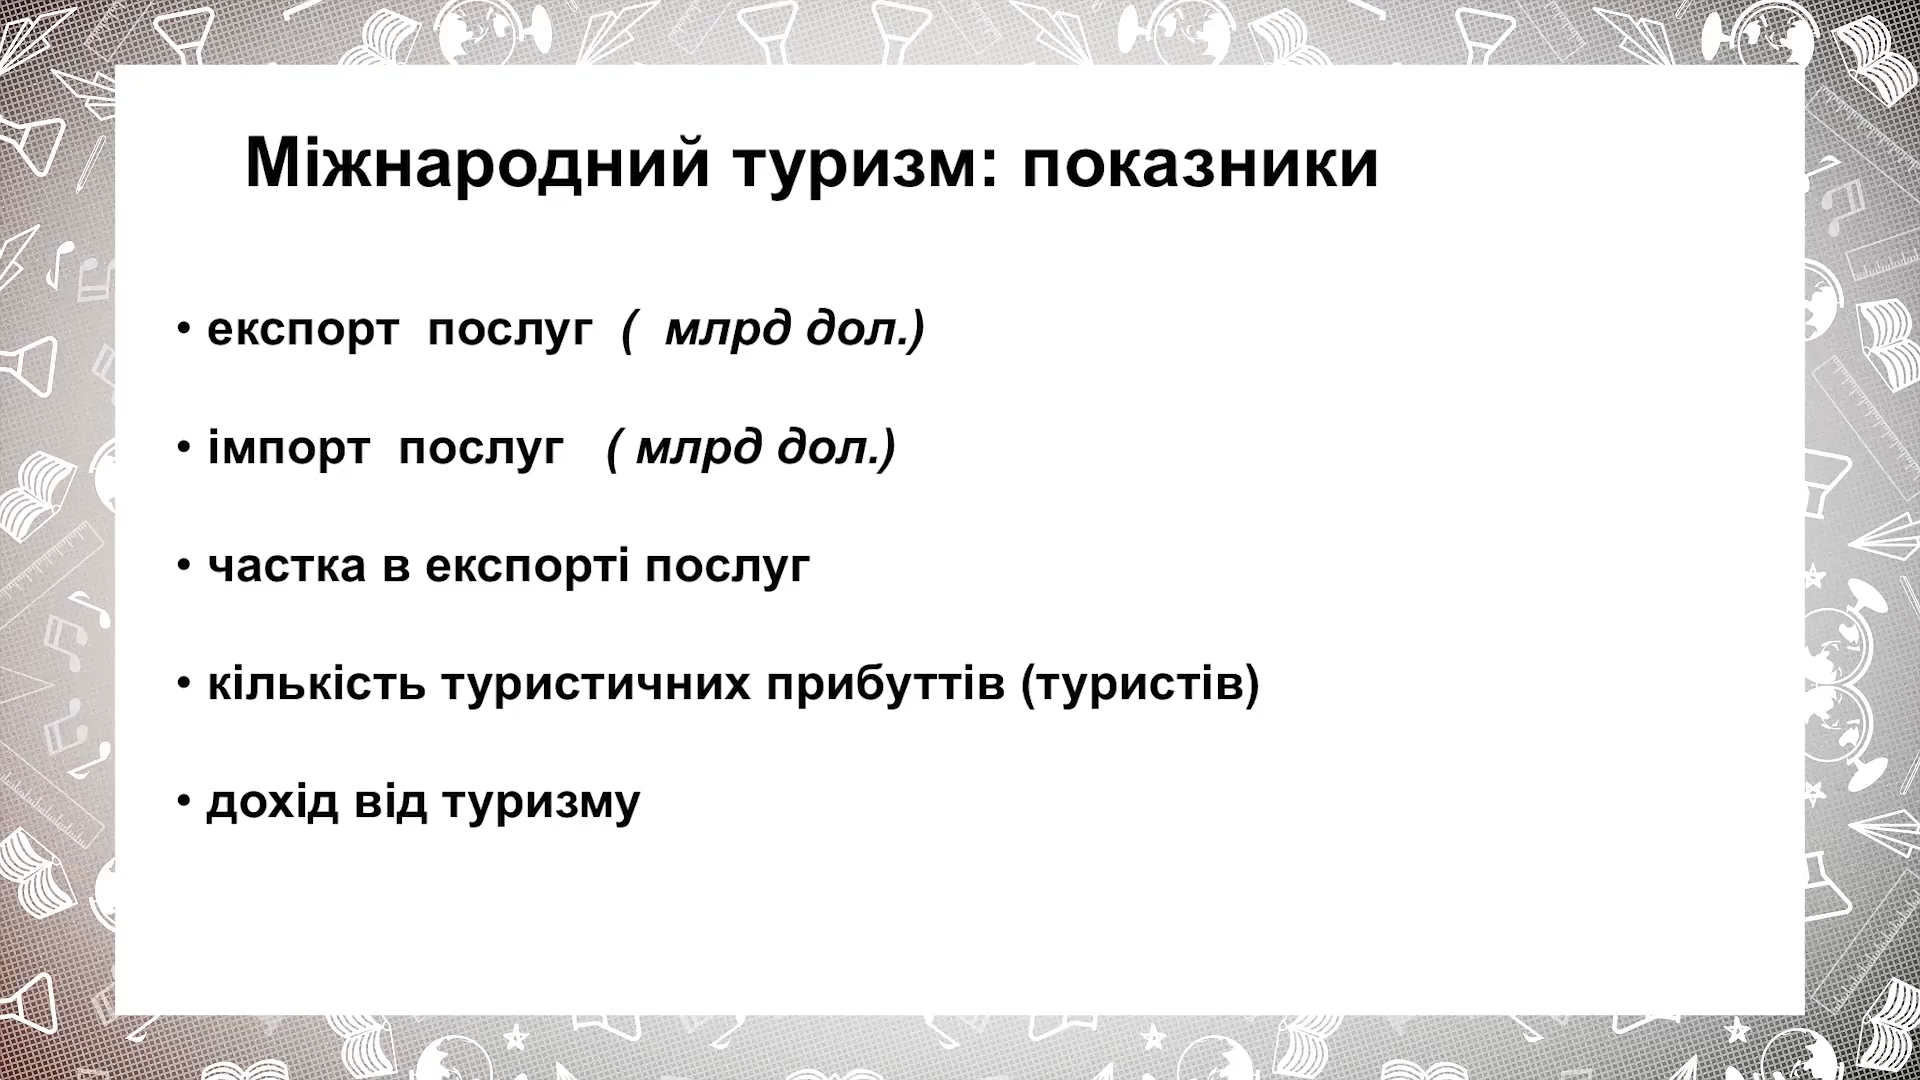 Міжнародний туризм: показники
• експорт послуг ( млрд дол.)
• імпорт послуг ( млрд дол.)
• частка в експорті послуг
• кількість туристичних прибуттів (туристів)
• дохід від туризму